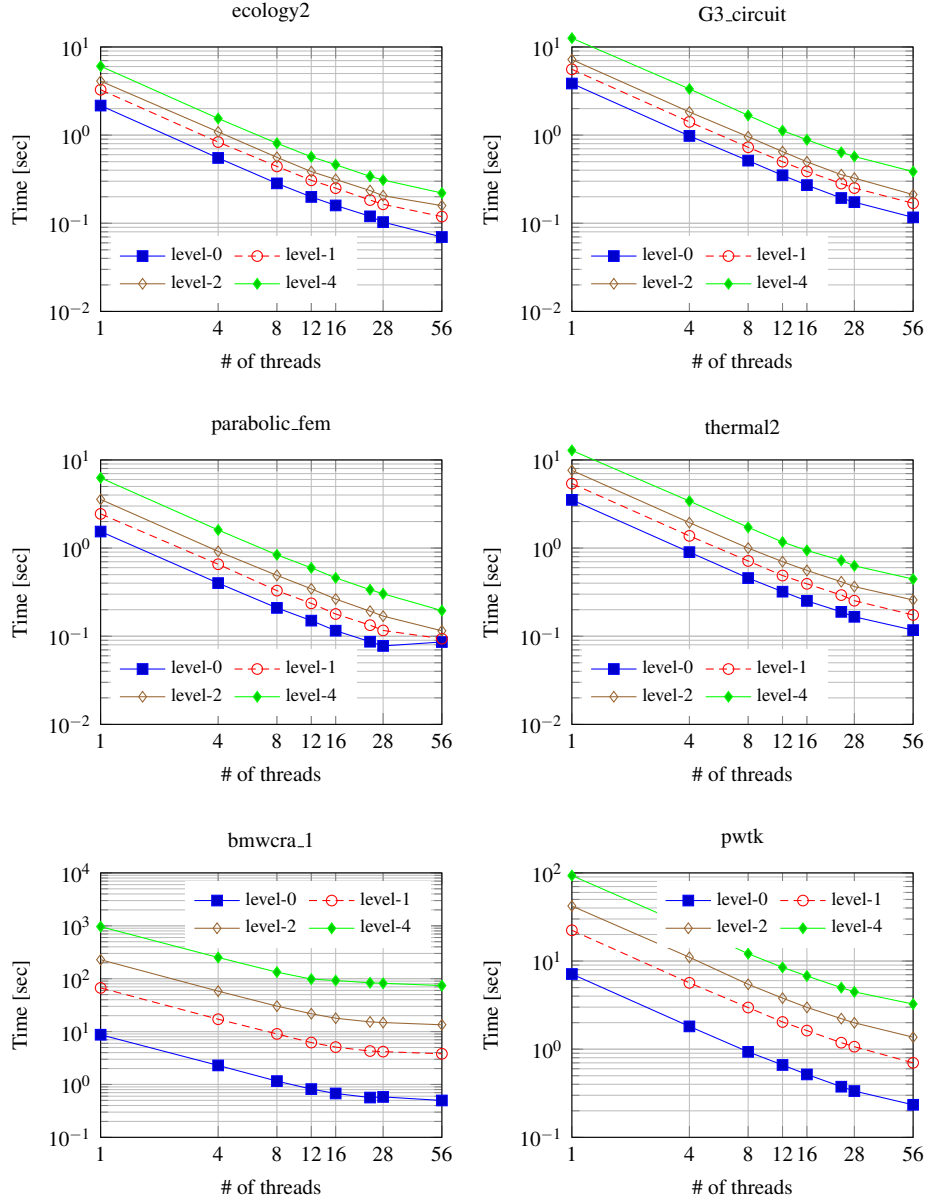 ecology2
10^1
10^0
10^−1
10^−2
Time [sec]
level-0 level-1
level-2 level-4
1 4 8 12 16 28 56
# of threads
G3_circuit
10^1
10^0
10^−1
10^−2
Time [sec]
level-0 level-1
level-2 level-4
1 4 8 12 16 28 56
# of threads
parabolic_fem
10^1
10^0
10^−1
10^−2
Time [sec]
level-0 level-1
level-2 level-4
1 4 8 12 16 28 56
# of threads
thermal2
10^1
10^0
10^−1
10^−2
Time [sec]
level-0 level-1
level-2 level-4
1 4 8 12 16 28 56
# of threads
bmwcra_1
10^4
10^3
10^2
10^1
10^0
10^−1
Time [sec]
level-0 level-1
level-2 level-4
1 4 8 12 16 28 56
# of threads
pwtk
10^2
10^1
10^0
10^−1
Time [sec]
level-0 level-1
level-2 level-4
1 4 8 12 16 28 56
# of threads